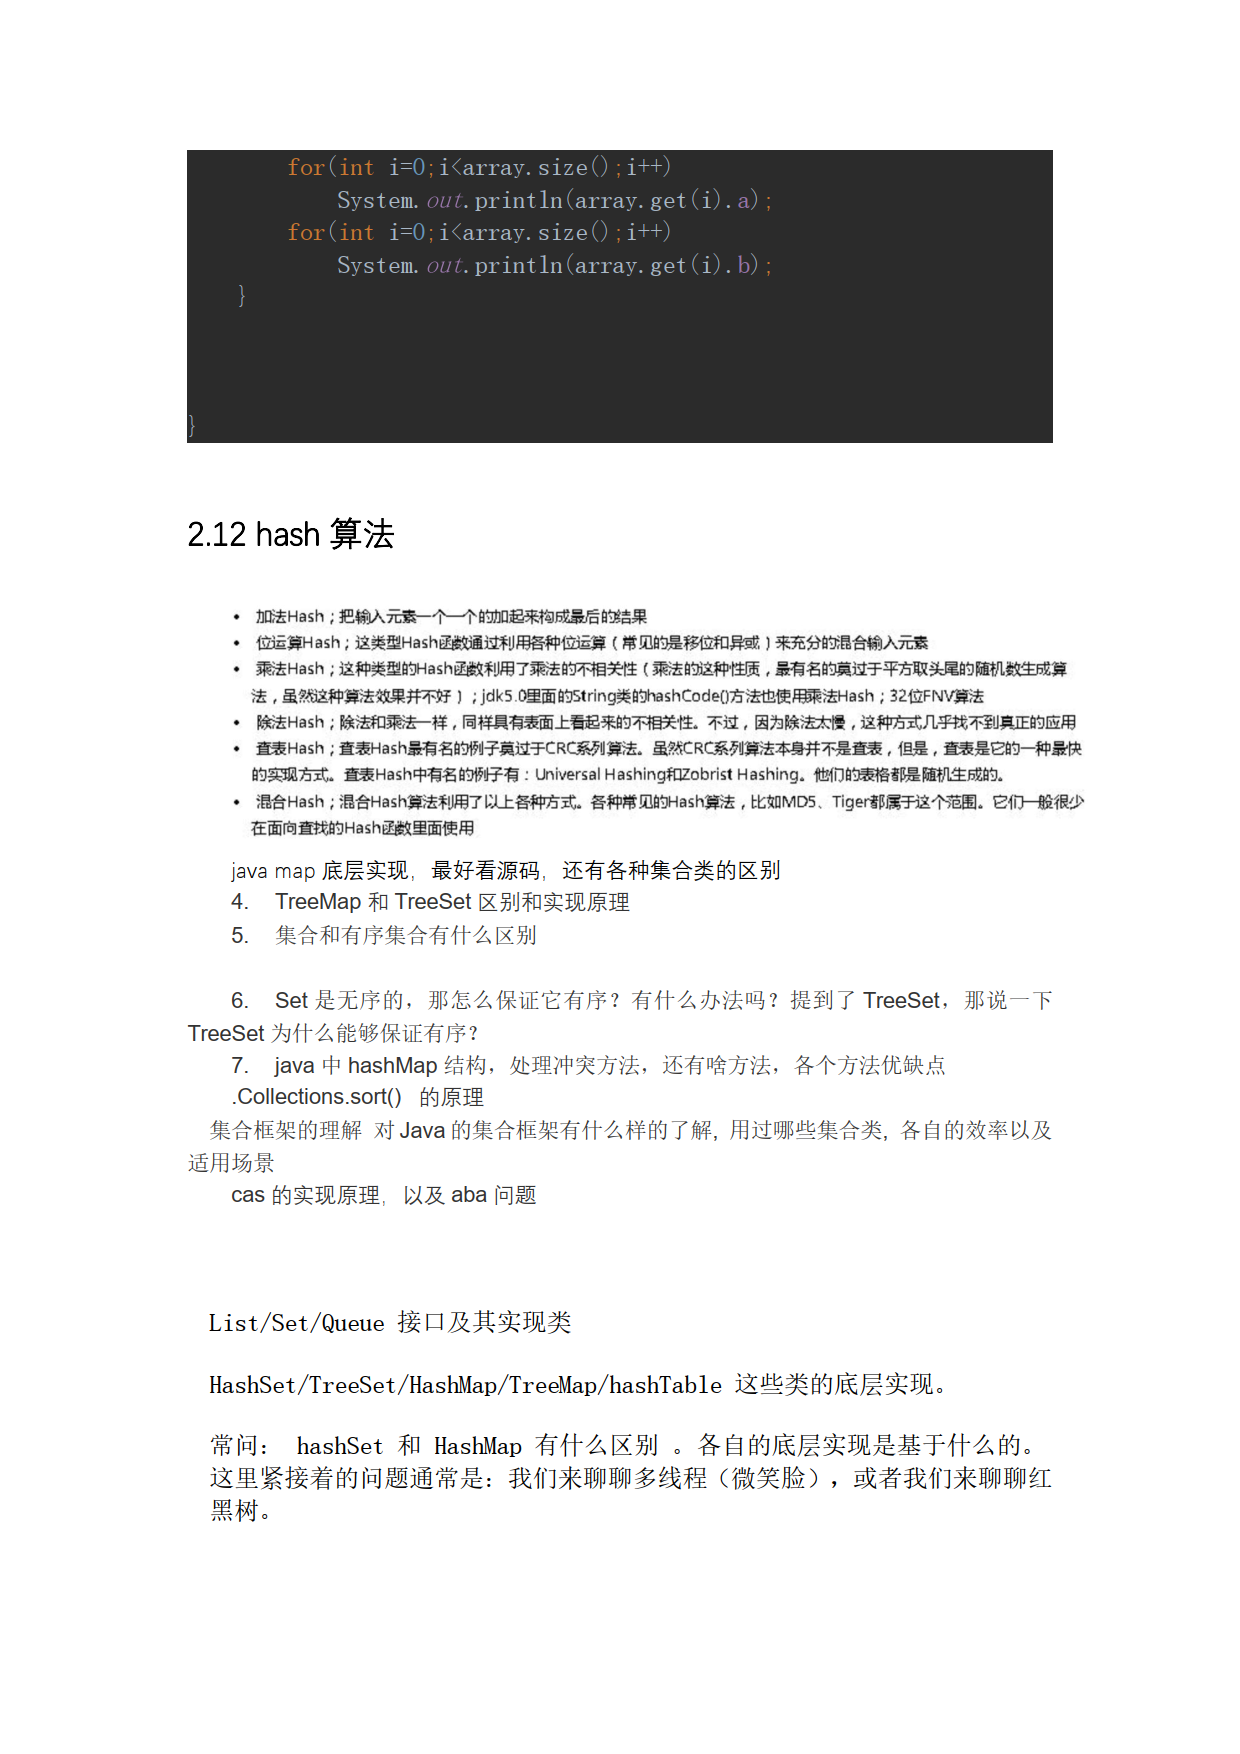 for(int i=0;i<array.size();i++)
System.out.println(array.get(i).a);
for(int i=0;i<array.size();i++)
System.out.println(array.get(i).b);
}
}
2.12 hash 算法
• 加法Hash；把输入元素一个一个的加起来构成最后的结果
• 位运算Hash；这类型Hash函数通过利用各种位运算（常见的是移位和异或）来充分的混合输入元素
• 乘法Hash；这种类型的Hash函数利用了乘法的不相关性（乘法的这种性质，最有名的莫过于平方取头尾的随机数生成算
法，虽然这种算法效果并不好）；jdk5.0里面的String类的hashCode()方法也使用乘法Hash；32位FNV算法
• 除法Hash；除法和乘法一样，同样具有表面上看起来的不相关性。不过，因为除法太慢，这种方式几乎找不到真正的应用
• 查表Hash；查表Hash最有名的例子莫过于CRC系列算法。虽然CRC系列算法本身并不是查表，但是，查表是它的一种最快
的实现方式。查表Hash中有名的例子有：Universal Hashing和Zobrist Hashing。他们的表格都是随机生成的。
• 混合Hash；混合Hash算法利用了以上各种方式。各种常见的Hash算法，比如MD5、Tiger都属于这个范围。它们一般很少
在面向查找的Hash函数里面使用
java map 底层实现，最好看源码，还有各种集合类的区别
4. TreeMap 和 TreeSet 区别和实现原理
5. 集合和有序集合有什么区别
6. Set 是无序的，那怎么保证它有序？有什么办法吗？提到了 TreeSet，那说一下
TreeSet 为什么能够保证有序？
7. java 中 hashMap 结构，处理冲突方法，还有啥方法，各个方法优缺点
.Collections.sort() 的原理
集合框架的理解 对 Java 的集合框架有什么样的了解, 用过哪些集合类, 各自的效率以及
适用场景
cas 的实现原理，以及 aba 问题
List/Set/Queue 接口及其实现类
HashSet/TreeSet/HashMap/TreeMap/hashTable 这些类的底层实现。
常问： hashSet 和 HashMap 有什么区别 。各自的底层实现是基于什么的。
这里紧接着的问题通常是：我们来聊聊多线程（微笑脸），或者我们来聊聊红
黑树。